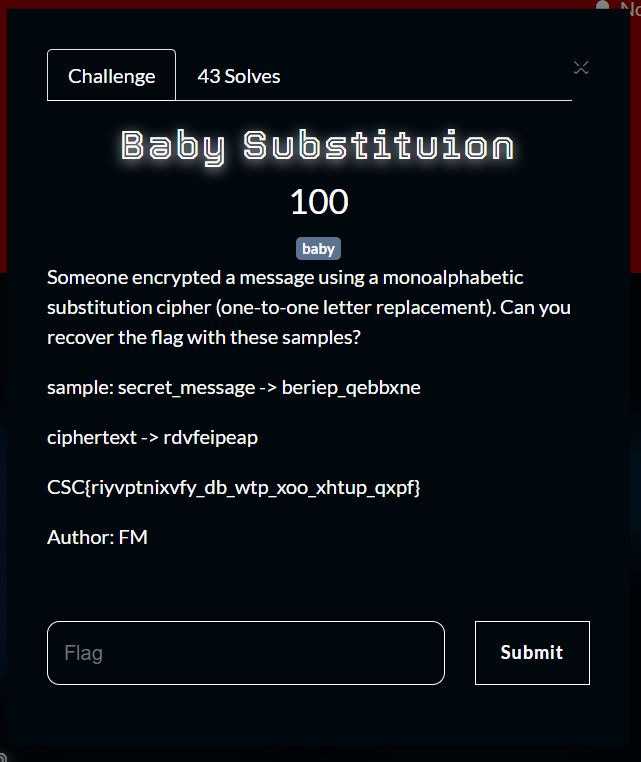 No
Challenge
43 Solves
Baby Substituion
100
baby
Someone encrypted a message using a monoalphabetic
substitution cipher (one-to-one letter replacement). Can you
recover the flag with these samples?
sample: secret_message -> beriep_qebbxne
ciphertext -> rdvfeipeap
CSC{riyvptnixvfy_db_wtp_xoo_xhtup_qxpf}
Author: FM
Flag
Submit